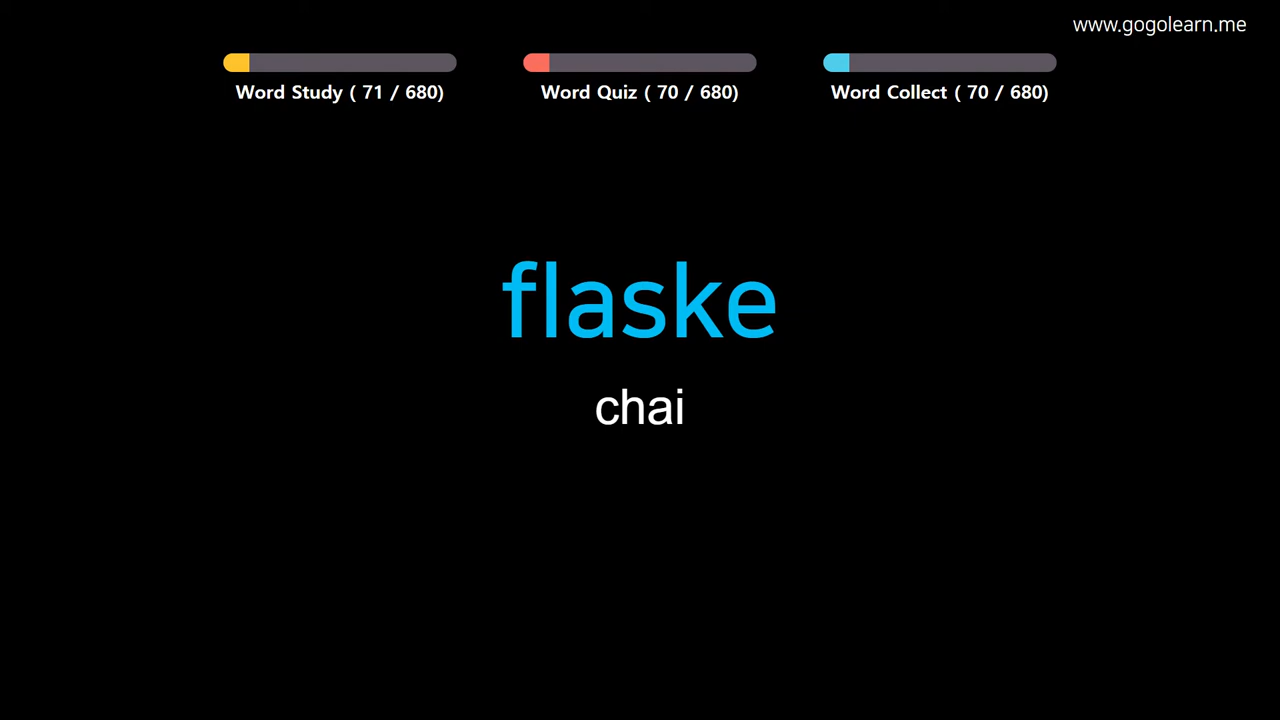 www.gogolearn.me
Word Study ( 71 / 680)
Word Quiz ( 70 / 680)
Word Collect ( 70 / 680)
flaske
chai